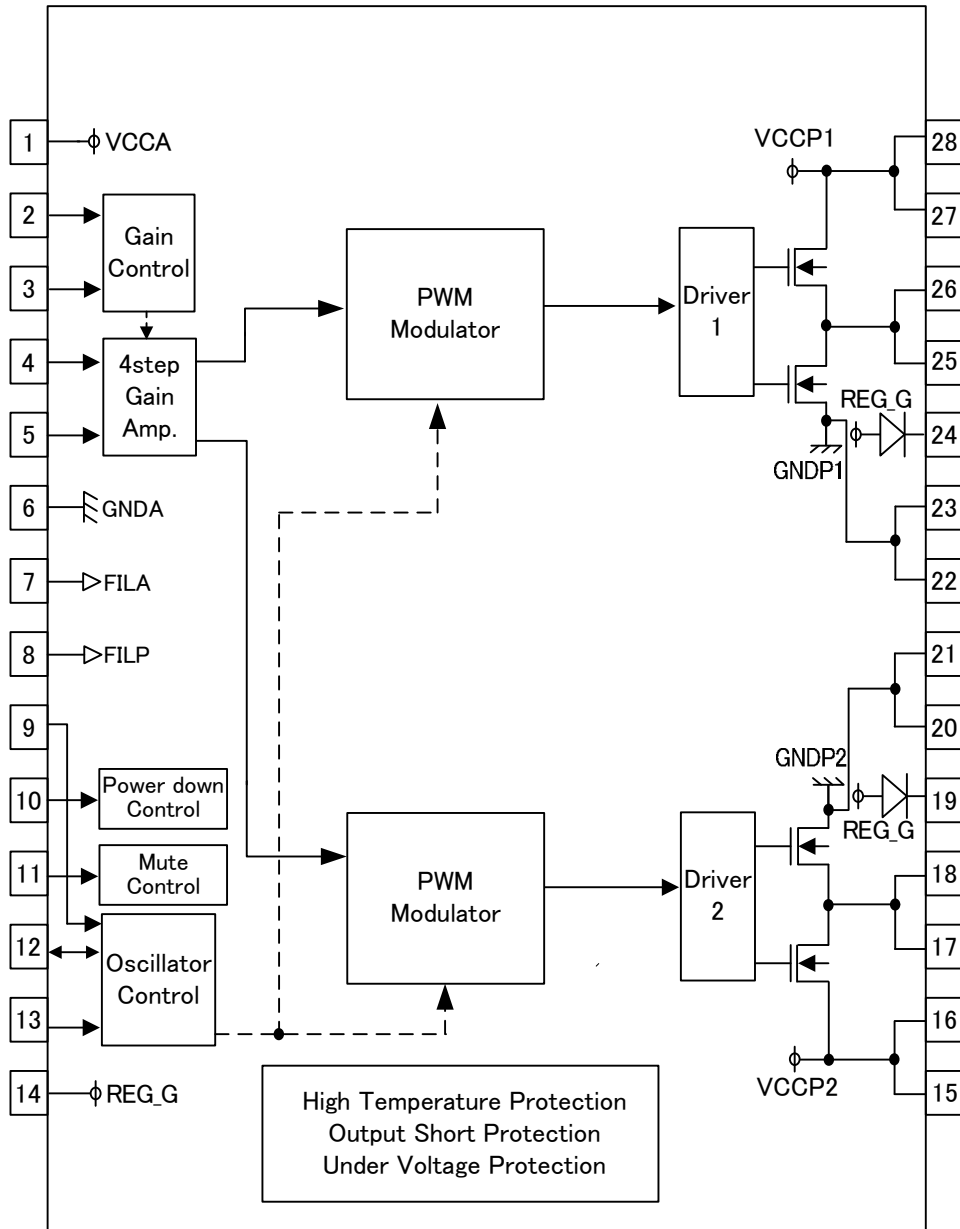 1
VCCA
2
3
Gain
Control
4
5
4step
Gain
Amp.
6
GNDA
7
FILA
8
FILP
9
10
Power down
Control
11
Mute
Control
12
13
Oscillator
Control
14
REG_G
PWM
Modulator
PWM
Modulator
High Temperature Protection
Output Short Protection
Under Voltage Protection
Driver
1
VCCP1
GNDP1
REG_G
Driver
2
GNDP2
REG_G
VCCP2
28
27
26
25
24
23
22
21
20
19
18
17
16
15